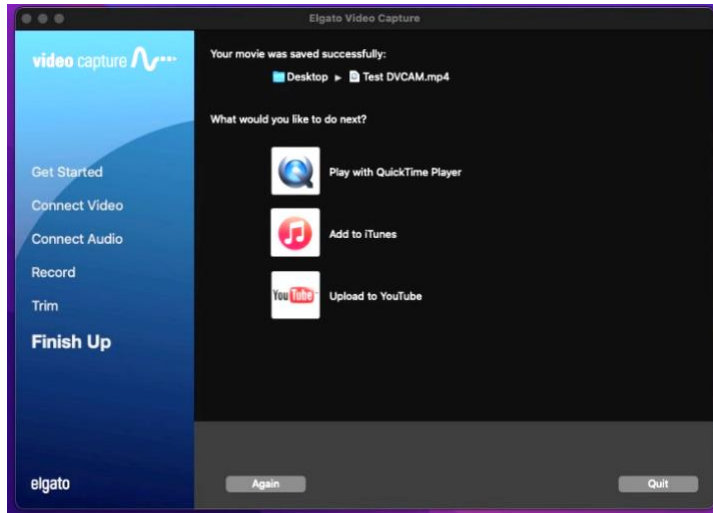 Elgato Video Capture
video capture
Get Started
Connect Video
Connect Audio
Record
Trim
Finish Up
elgato
Your movie was saved successfully:
Desktop ▸ Test DVCAM.mp4
What would you like to do next?
Play with QuickTime Player
Add to iTunes
YouTube Upload to YouTube
Again Quit